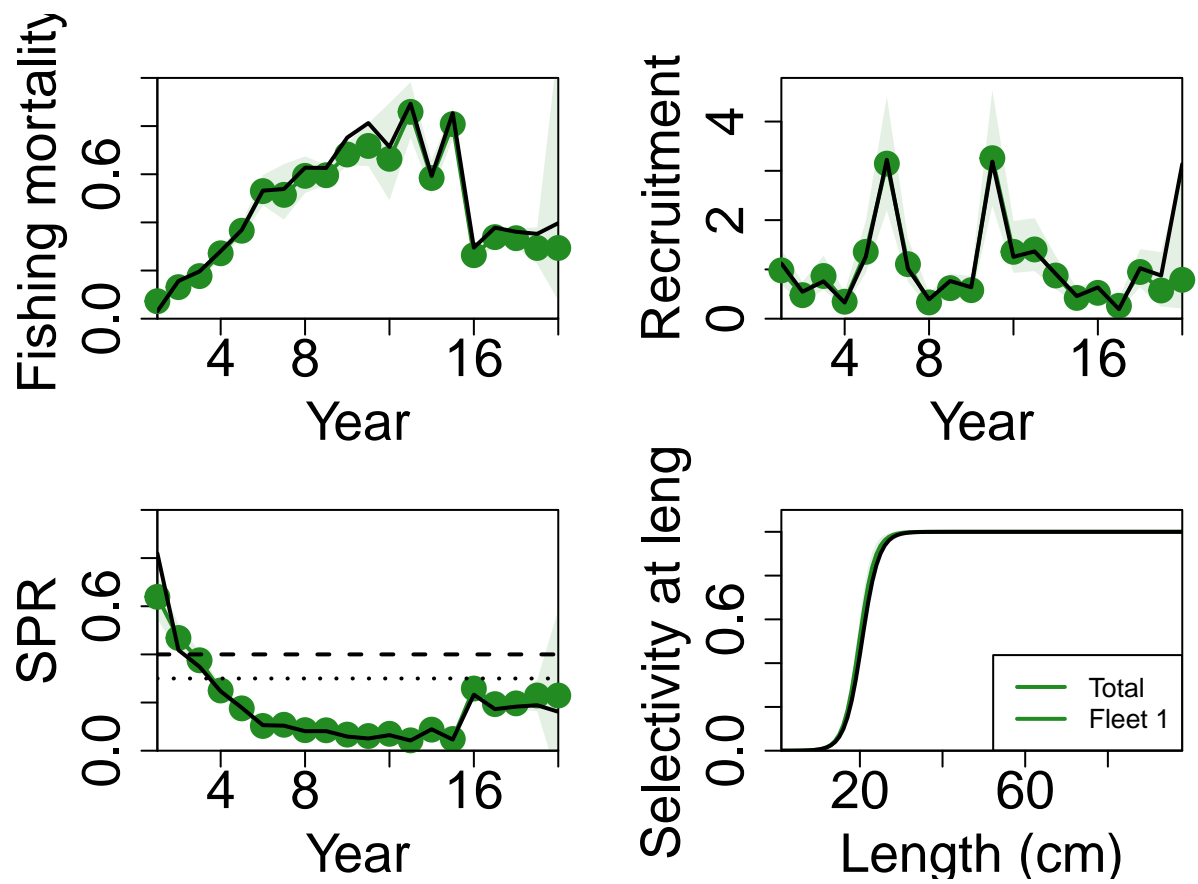 Fishing mortality
0.0 0.6
4 8 16
Year
Recruitment
0 2 4
4 8 16
Year
SPR
0.0 0.6
4 8 16
Year
Selectivity at leng
0.0 0.6
20 60
Length (cm)
Total
Fleet 1